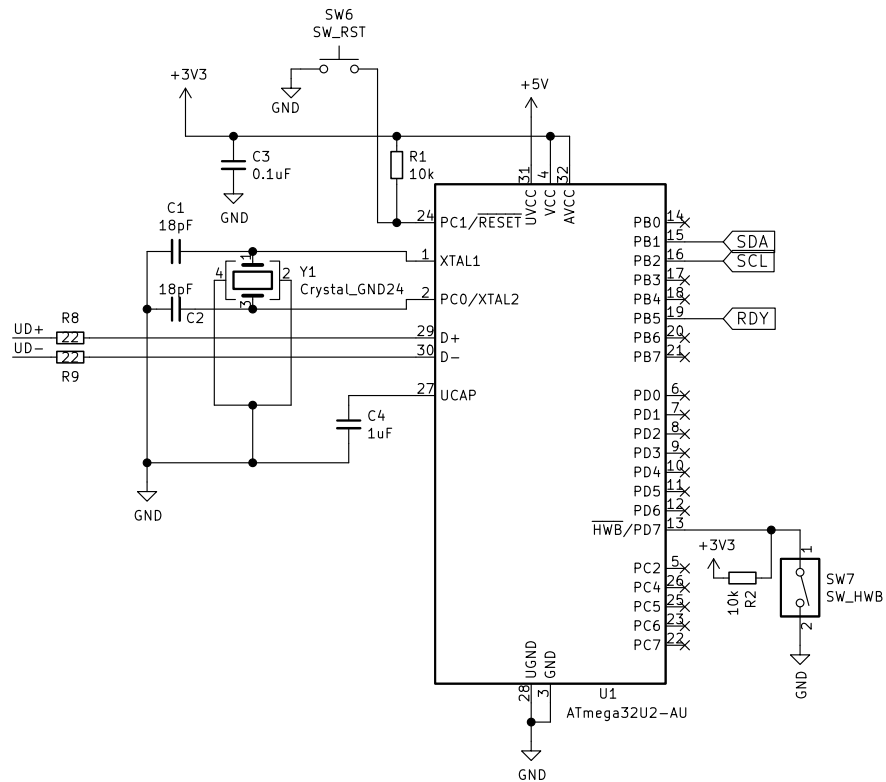 SW6
SW_RST
+3V3
GND
+5V
C3
0.1uF
GND
R1
10k
31
4
32
UVCC
VCC
AVCC
C1
18pF
24 PC1/RESET
PB0 14
PB1 15 SDA
1 XTAL1
PB2 16 SCL
1
4
2
3
Y1
Crystal_GND24
PB3 17
18pF
C2
2 PC0/XTAL2
PB4 18
PB5 19 RDY
UD+
R8
22
29 D+
PB6 20
UD-
22
R9
30 D-
PB7 21
27 UCAP
PD0 6
C4
1uF
PD1 7
PD2 8
PD3 9
PD4 10
PD5 11
PD6 12
GND
HWB/PD7 13
+3V3
10k
R2
1
SW7
SW_HWB
2
GND
PC2 5
PC4 26
PC5 25
PC6 23
PC7 22
UGND
GND
28
3
U1
ATmega32U2-AU
GND